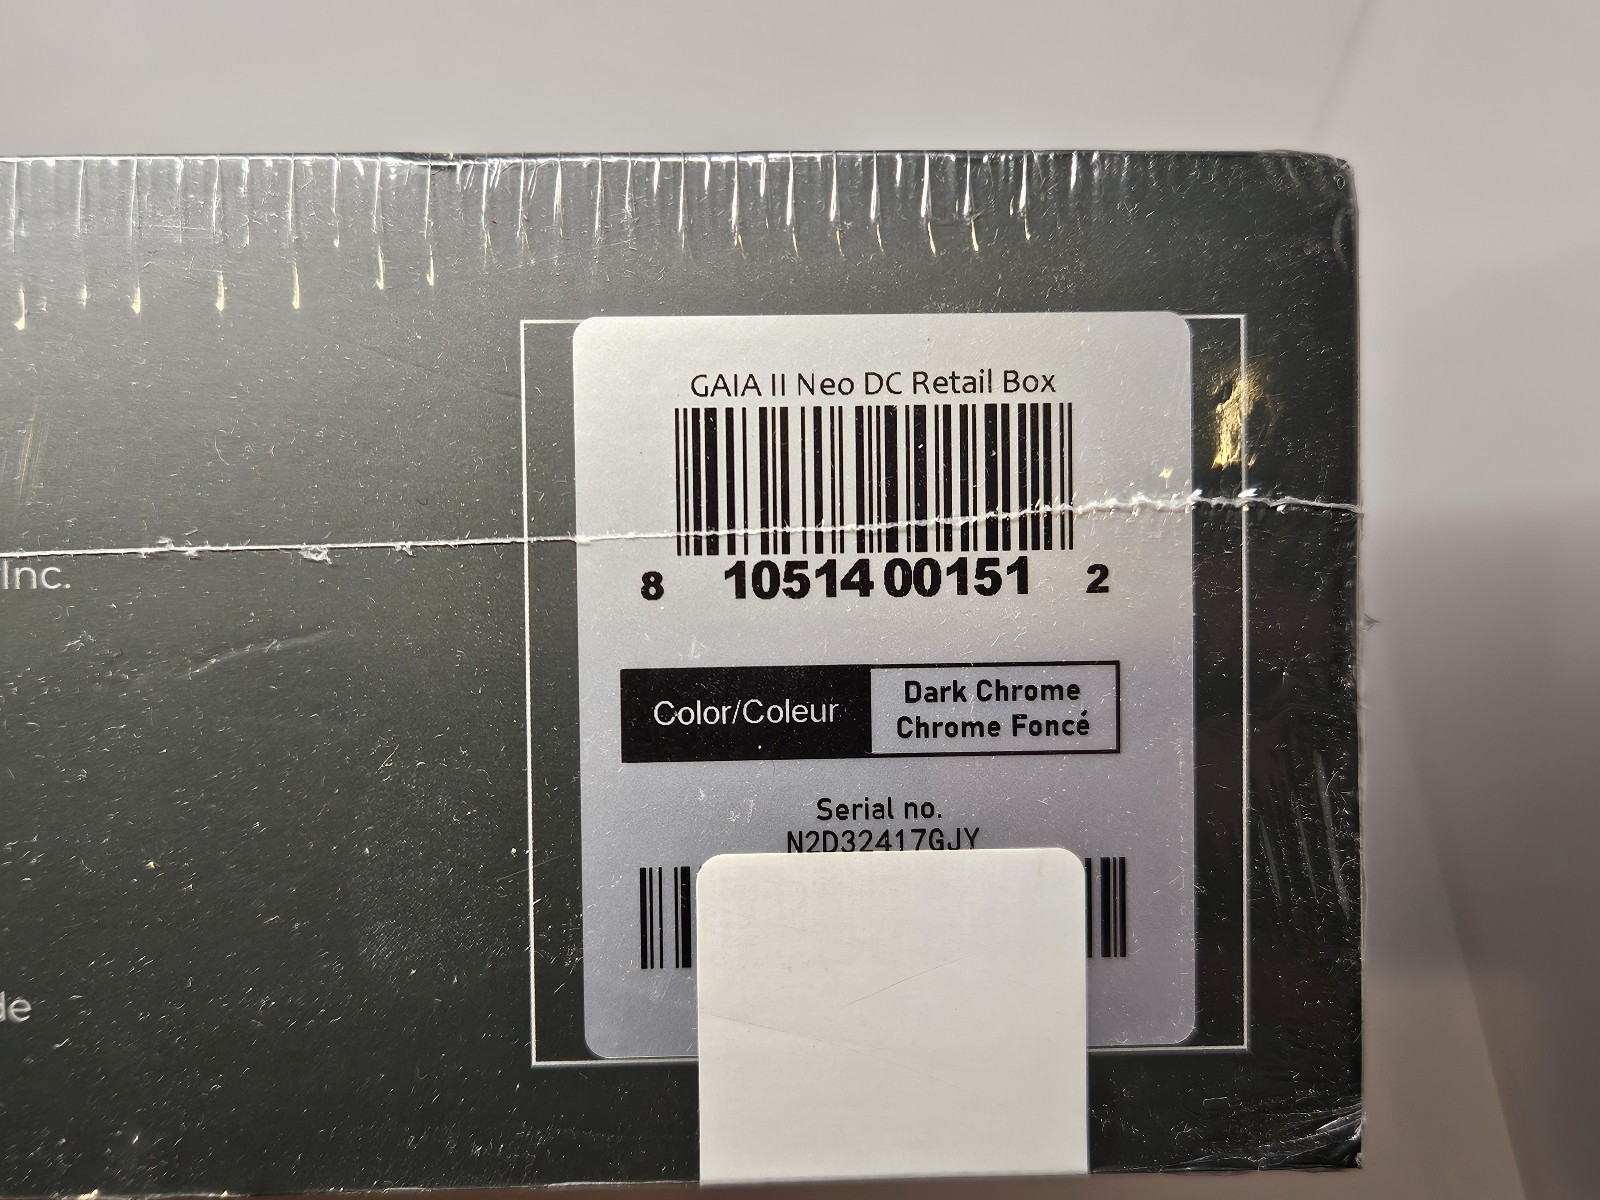 GAIA II Neo DC Retail Box
8 10514 00151 2
Color/Coleur
Dark Chrome
Chrome Foncé
Serial no.
N2D32417GJY
Inc.
de